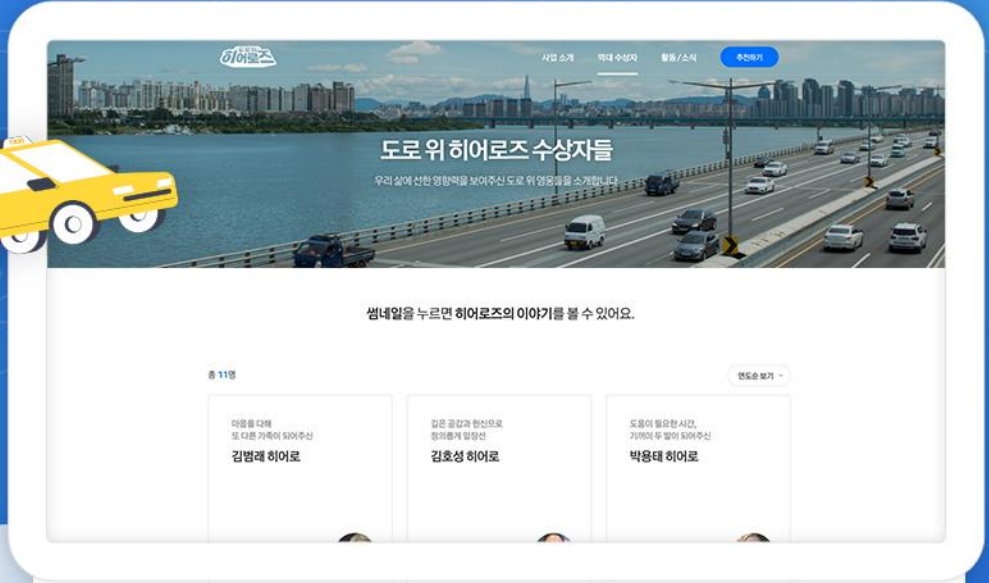 TAXI
도로 위
히어로즈
사업 소개
역대 수상자
활동/소식
추천하기
도로 위 히어로즈 수상자들
우리 삶에 선한 영향력을 보여주신 도로 위 영웅들을 소개합니다.
썸네일을 누르면 히어로즈의 이야기를 볼 수 있어요.
총 11명
연도순 보기
마음을 다해
또 다른 가족이 되어주신
김범래 히어로
깊은 공감과 헌신으로
정의롭게 앞장선
김호성 히어로
도움이 필요한 시간,
기꺼이 두 발이 되어주신
박용태 히어로